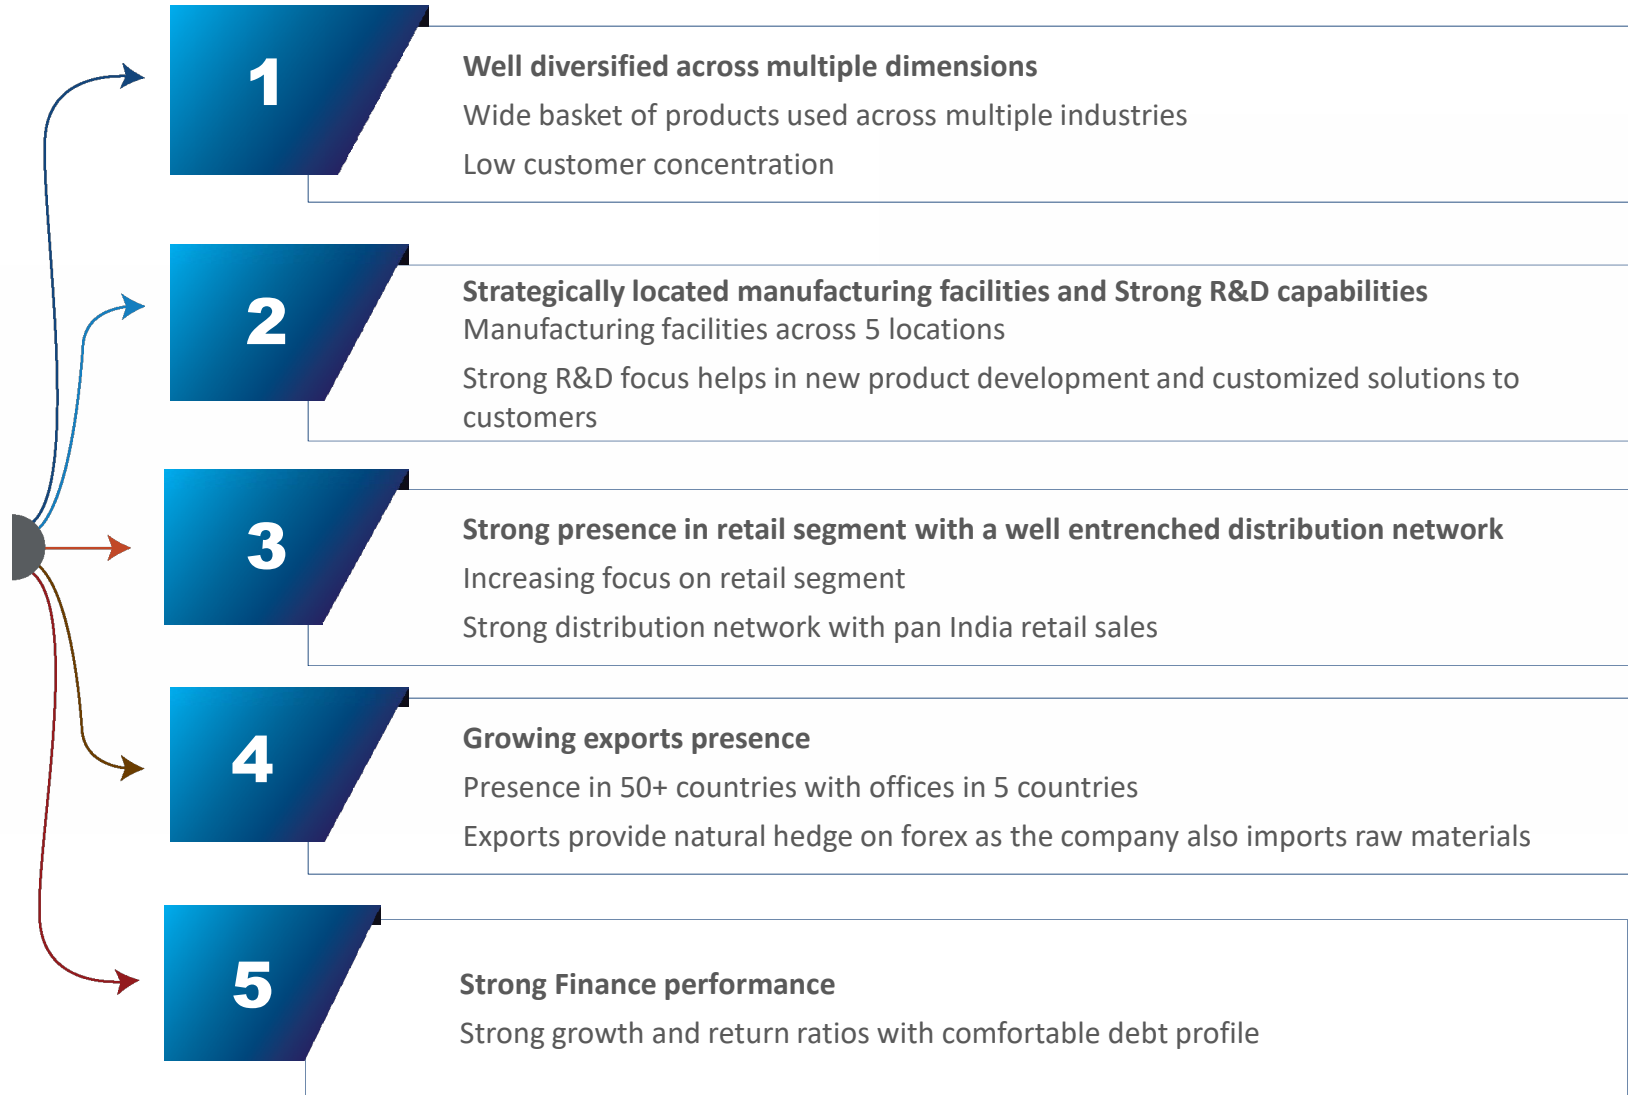 1
Well diversified across multiple dimensions
Wide basket of products used across multiple industries
Low customer concentration
2
Strategically located manufacturing facilities and Strong R&D capabilities
Manufacturing facilities across 5 locations
Strong R&D focus helps in new product development and customized solutions to
customers
3
Strong presence in retail segment with a well entrenched distribution network
Increasing focus on retail segment
Strong distribution network with pan India retail sales
4
Growing exports presence
Presence in 50+ countries with offices in 5 countries
Exports provide natural hedge on forex as the company also imports raw materials
5
Strong Finance performance
Strong growth and return ratios with comfortable debt profile